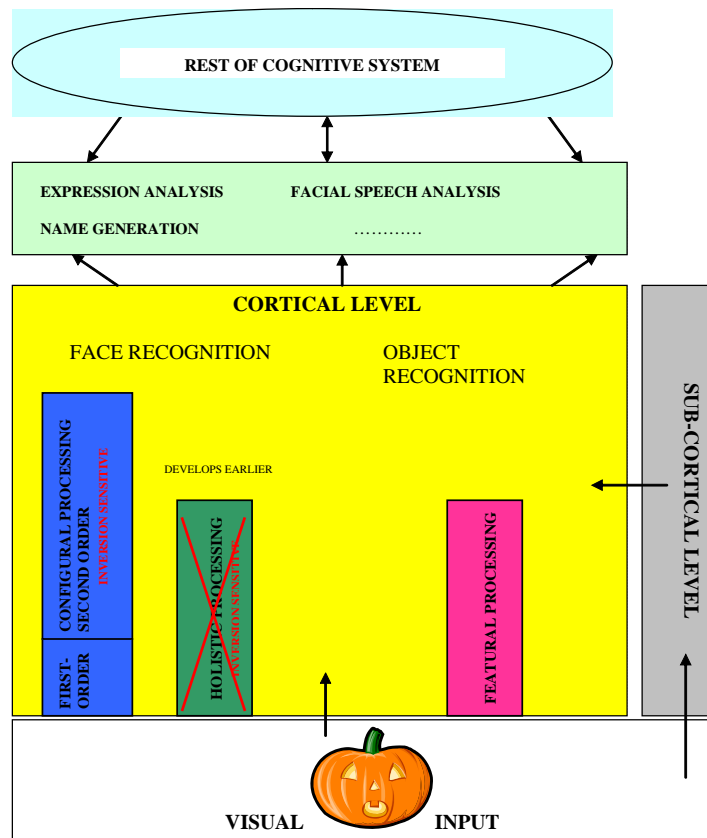 REST OF COGNITIVE SYSTEM
EXPRESSION ANALYSIS
FACIAL SPEECH ANALYSIS
NAME GENERATION
…………
CORTICAL LEVEL
FACE RECOGNITION
OBJECT
RECOGNITION
CONFIGURAL PROCESSING
SECOND ORDER
INVERSION SENSITIVE
FIRST-
ORDER
DEVELOPS EARLIER
HOLISTIC PROCESSING
INVERSION SENSITIVE
FEATURAL PROCESSING
SUB-CORTICAL LEVEL
VISUAL INPUT